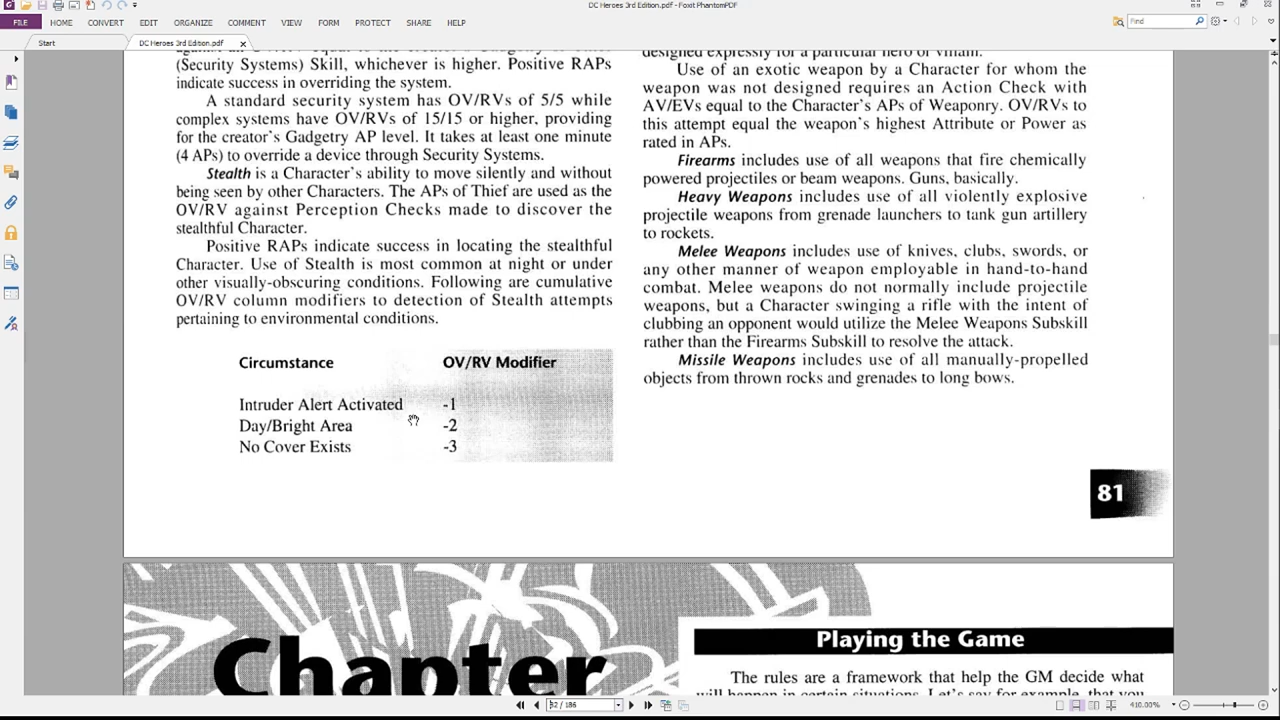 DC Heroes 3rd Edition.pdf - Foxit PhantomPDF
FILE HOME CONVERT EDIT ORGANIZE COMMENT VIEW FORM PROTECT SHARE HELP
Find
Start DC Heroes 3rd Edition.pdf
(Security Systems) Skill, whichever is higher. Positive RAPs
indicate success in overriding the system.
A standard security system has OV/RVs of 5/5 while
complex systems have OV/RVs of 15/15 or higher, providing
for the creator's Gadgetry AP level. It takes at least one minute
(4 APs) to override a device through Security Systems.
Stealth is a Character's ability to move silently and without
being seen by other Characters. The APs of Thief are used as the
OV/RV against Perception Checks made to discover the
stealthful Character.
Positive RAPs indicate success in locating the stealthful
Character. Use of Stealth is most common at night or under
other visually-obscuring conditions. Following are cumulative
OV/RV column modifiers to detection of Stealth attempts
pertaining to environmental conditions.
Circumstance OV/RV Modifier
Intruder Alert Activated -1
Day/Bright Area -2
No Cover Exists -3
designed expressly for a particular hero or villain.
Use of an exotic weapon by a Character for whom the
weapon was not designed requires an Action Check with
AV/EVs equal to the Character's APs of Weaponry. OV/RVs to
this attempt equal the weapon's highest Attribute or Power as
rated in APs.
Firearms includes use of all weapons that fire chemically
powered projectiles or beam weapons. Guns, basically.
Heavy Weapons includes use of all violently explosive
projectile weapons from grenade launchers to tank gun artillery
to rockets.
Melee Weapons includes use of knives, clubs, swords, or
any other manner of weapon employable in hand-to-hand
combat. Melee weapons do not normally include projectile
weapons, but a Character swinging a rifle with the intent of
clubbing an opponent would utilize the Melee Weapons Subskill
rather than the Firearms Subskill to resolve the attack.
Missile Weapons includes use of all manually-propelled
objects from thrown rocks and grenades to long bows.
81
Chapter
Playing the Game
The rules are a framework that help the GM decide what
will happen in certain situations. Let's say for example, that you
82 / 186
410.00%